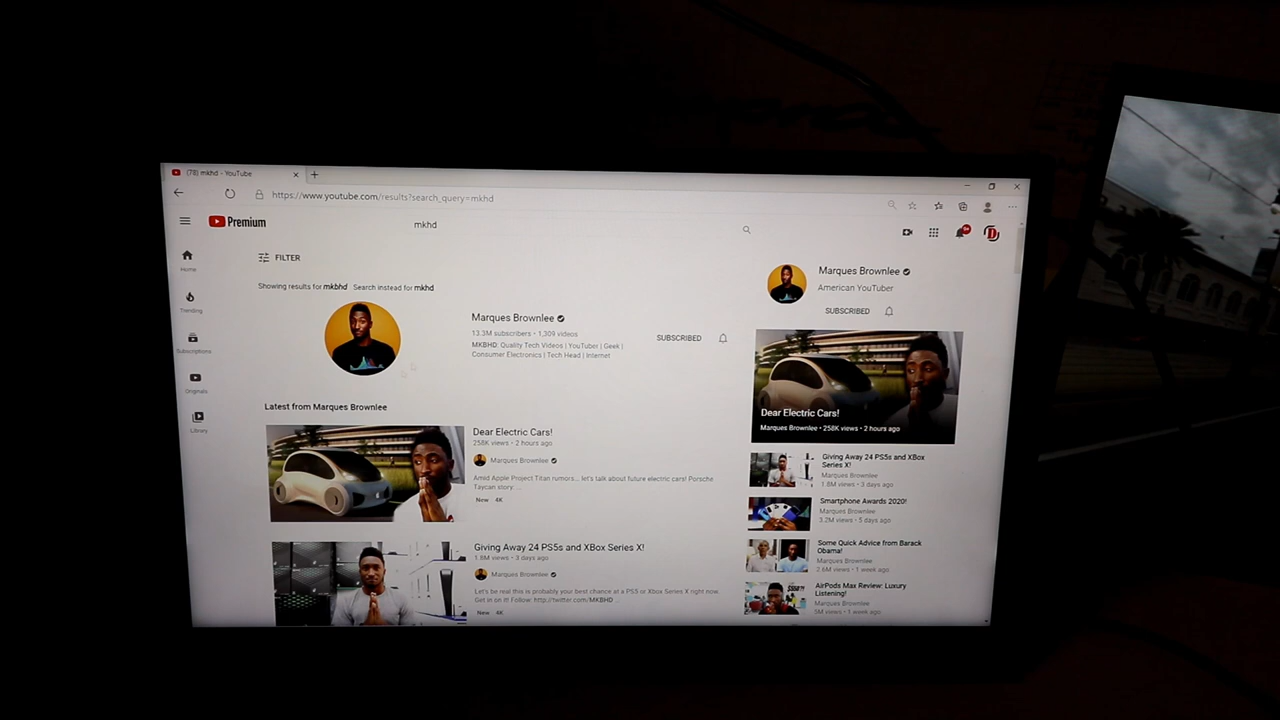 (78) mkhd - YouTube
https://www.youtube.com/results?search_query=mkhd
Premium
mkhd
9+
D
Home
Trending
Subscriptions
Originals
Library
FILTER
Showing results for mkbhd Search instead for mkhd
Marques Brownlee
13.3M subscribers • 1,309 videos
MKBHD: Quality Tech Videos | YouTuber | Geek |
Consumer Electronics | Tech Head | Internet
SUBSCRIBED
Latest from Marques Brownlee
Dear Electric Cars!
258K views • 2 hours ago
Marques Brownlee
Amid Apple Project Titan rumors... let's talk about future electric cars! Porsche
Taycan story: ...
New 4K
Giving Away 24 PS5s and XBox Series X!
1.8M views • 3 days ago
Marques Brownlee
Let's be real this is probably your best chance at a PS5 or Xbox Series X right now.
Get in on it! Follow: http://twitter.com/MKBHD ...
New 4K
Marques Brownlee
American YouTuber
SUBSCRIBED
Dear Electric Cars!
Marques Brownlee • 258K views • 2 hours ago
Giving Away 24 PS5s and XBox
Series X!
Marques Brownlee
1.8M views • 3 days ago
Smartphone Awards 2020!
Marques Brownlee
3.2M views • 5 days ago
Some Quick Advice from Barack
Obama!
Marques Brownlee
2.6M views • 1 week ago
$550?!
AirPods Max Review: Luxury
Listening!
Marques Brownlee
5M views • 1 week ago